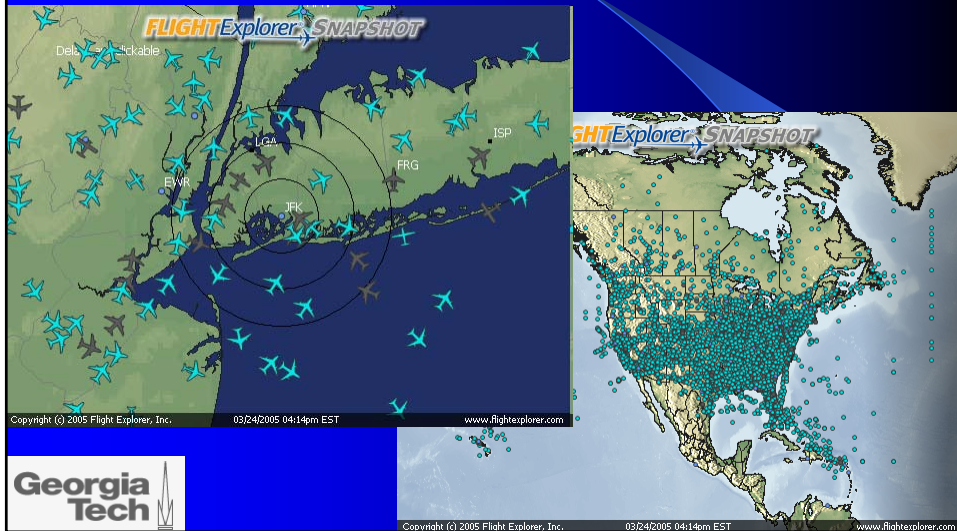 FLIGHTExplorer SNAPSHOT
LGA
ISP
FRG
EWR
JFK
Copyright (c) 2005 Flight Explorer, Inc. 03/24/2005 04:14pm EST www.flightexplorer.com
GHTExplorer SNAPSHOT
Copyright (c) 2005 Flight Explorer, Inc. 03/24/2005 04:14pm EST www.flightexplorer.com
Georgia
Tech